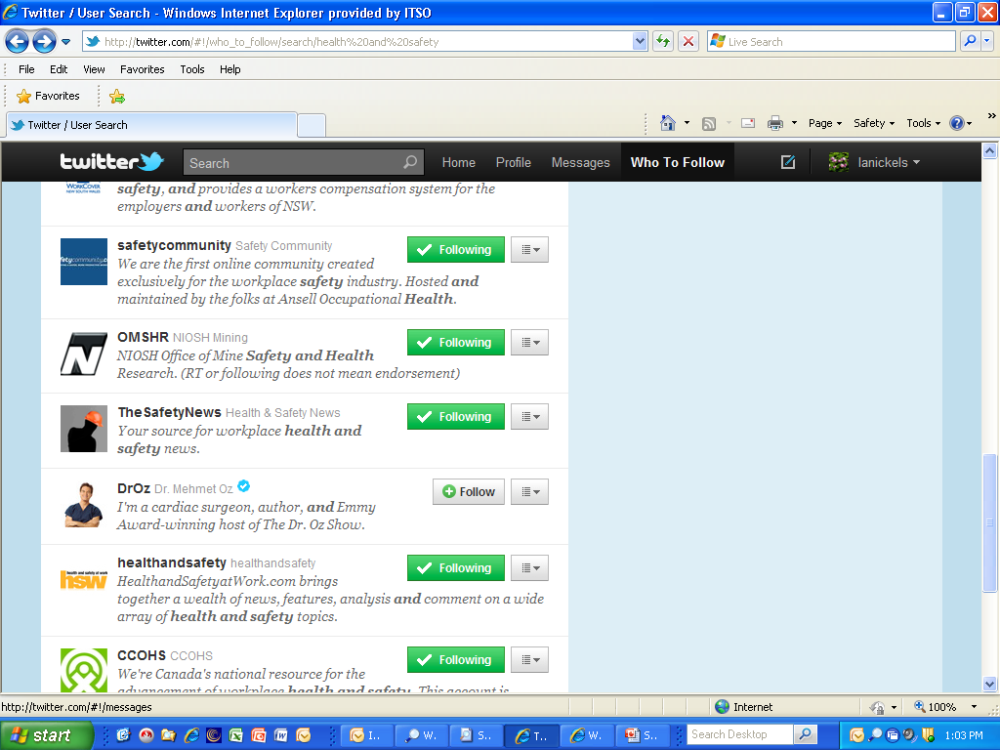 Twitter / User Search - Windows Internet Explorer provided by ITSO
http://twitter.com/#!/who_to_follow/search/health%20and%20safety
Live Search
File Edit View Favorites Tools Help
Favorites
Twitter / User Search
Page Safety Tools
twitter Search Home Profile Messages Who To Follow lanickels
WORKCOVER
NEW SOUTH WALES
safety, and provides a workers compensation system for the
employers and workers of NSW.
safetycommunity Safety Community
Following
We are the first online community created
exclusively for the workplace safety industry. Hosted and
maintained by the folks at Ansell Occupational Health.
OMSHR NIOSH Mining
Following
NIOSH Office of Mine Safety and Health
Research. (RT or following does not mean endorsement)
TheSafetyNews Health & Safety News
Following
Your source for workplace health and
safety news.
DrOz Dr. Mehmet Oz
Follow
I'm a cardiac surgeon, author, and Emmy
Award-winning host of The Dr. Oz Show.
health and safety at work
hsw
healthandsafety healthandsafety
Following
HealthandSafetyatWork.com brings
together a wealth of news, features, analysis and comment on a wide
array of health and safety topics.
CCOHS CCOHS
Following
We're Canada's national resource for the
advancement of workplace health and safety. This account is
http://twitter.com/#!/messages
Internet
100%
start I... W... S... T... W... S... Search Desktop 1:03 PM